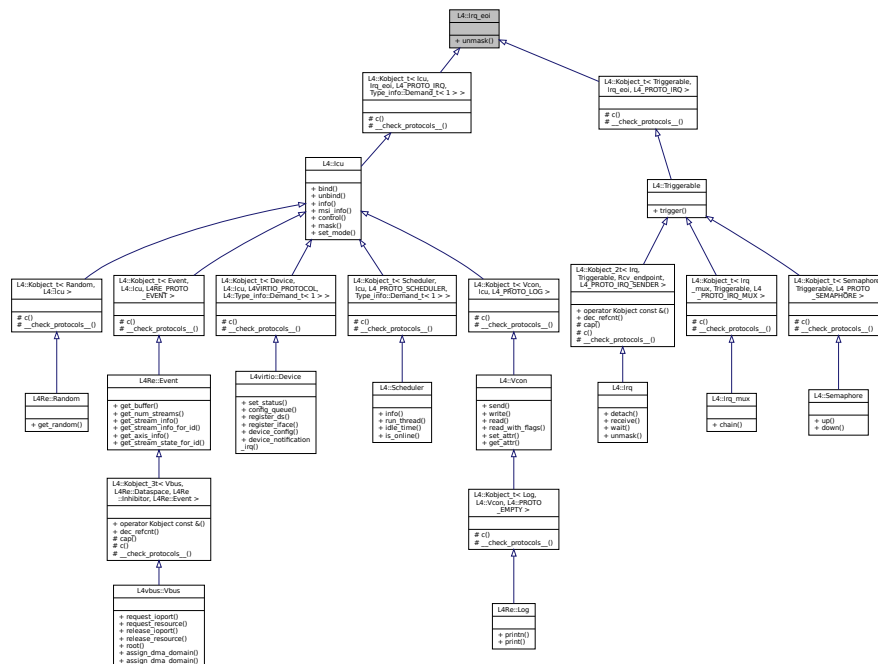 L4::Irq_eoi
+ unmask()
L4::Kobject_t< Icu,
Irq_eoi, L4_PROTO_IRQ,
Type_info::Demand_t< 1 > >
# c()
# __check_protocols__()
L4::Kobject_t< Triggerable,
Irq_eoi, L4_PROTO_IRQ >
# c()
# __check_protocols__()
L4::Icu
+ bind()
+ unbind()
+ info()
+ msi_info()
+ control()
+ mask()
+ set_mode()
L4::Triggerable
+ trigger()
L4::Kobject_t< Random,
L4::Icu >
# c()
# __check_protocols__()
L4::Kobject_t< Event,
L4::Icu, L4RE_PROTO
_EVENT >
# c()
# __check_protocols__()
L4::Kobject_t< Device,
L4::Icu, L4VIRTIO_PROTOCOL,
L4::Type_info::Demand_t< 1 > >
# c()
# __check_protocols__()
L4::Kobject_t< Scheduler,
Icu, L4_PROTO_SCHEDULER,
Type_info::Demand_t< 1 > >
# c()
# __check_protocols__()
L4::Kobject_t< Vcon,
Icu, L4_PROTO_LOG >
# c()
# __check_protocols__()
L4::Kobject_2t< Irq,
Triggerable, Rcv_endpoint,
L4_PROTO_IRQ_SENDER >
+ operator Kobject const &()
+ dec_refcnt()
# cap()
# c()
# __check_protocols__()
L4::Kobject_t< Irq
_mux, Triggerable, L4
_PROTO_IRQ_MUX >
# c()
# __check_protocols__()
L4::Kobject_t< Semaphore,
Triggerable, L4_PROTO
_SEMAPHORE >
# c()
# __check_protocols__()
L4Re::Random
+ get_random()
L4Re::Event
+ get_buffer()
+ get_num_streams()
+ get_stream_info()
+ get_stream_info_for_id()
+ get_axis_info()
+ get_stream_state_for_id()
L4virtio::Device
+ set_status()
+ config_queue()
+ register_ds()
+ register_iface()
+ device_config()
+ device_notification
_irq()
L4::Scheduler
+ info()
+ run_thread()
+ idle_time()
+ is_online()
L4::Vcon
+ send()
+ write()
+ read()
+ read_with_flags()
+ set_attr()
+ get_attr()
L4::Irq
+ detach()
+ receive()
+ wait()
+ unmask()
L4::Irq_mux
+ chain()
L4::Semaphore
+ up()
+ down()
L4::Kobject_3t< Vbus,
L4Re::Dataspace, L4Re
::Inhibitor, L4Re::Event >
+ operator Kobject const &()
+ dec_refcnt()
# cap()
# c()
# __check_protocols__()
L4::Kobject_t< Log,
L4::Vcon, L4::PROTO
_EMPTY >
# c()
# __check_protocols__()
L4vbus::Vbus
+ request_ioport()
+ request_resource()
+ release_ioport()
+ release_resource()
+ root()
+ assign_dma_domain()
+ assign_dma_domain()
L4Re::Log
+ printn()
+ print()